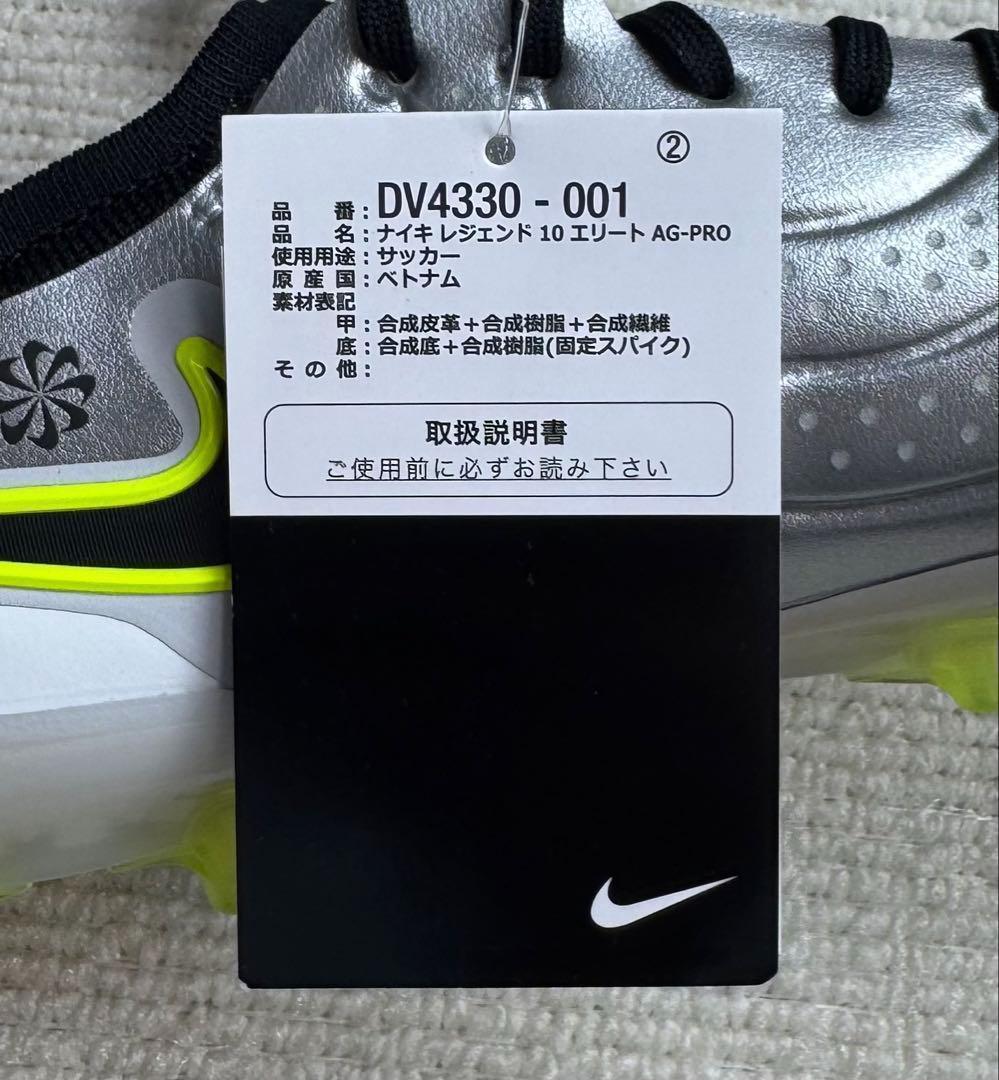 ②
品 番：DV4330 - 001
品 名：ナイキ レジェンド 10 エリート AG-PRO
使用用途：サッカー
原 産 国：ベトナム
素材表記
甲：合成皮革＋合成樹脂＋合成繊維
底：合成底＋合成樹脂(固定スパイク)
そ の 他：
取扱説明書
ご使用前に必ずお読み下さい